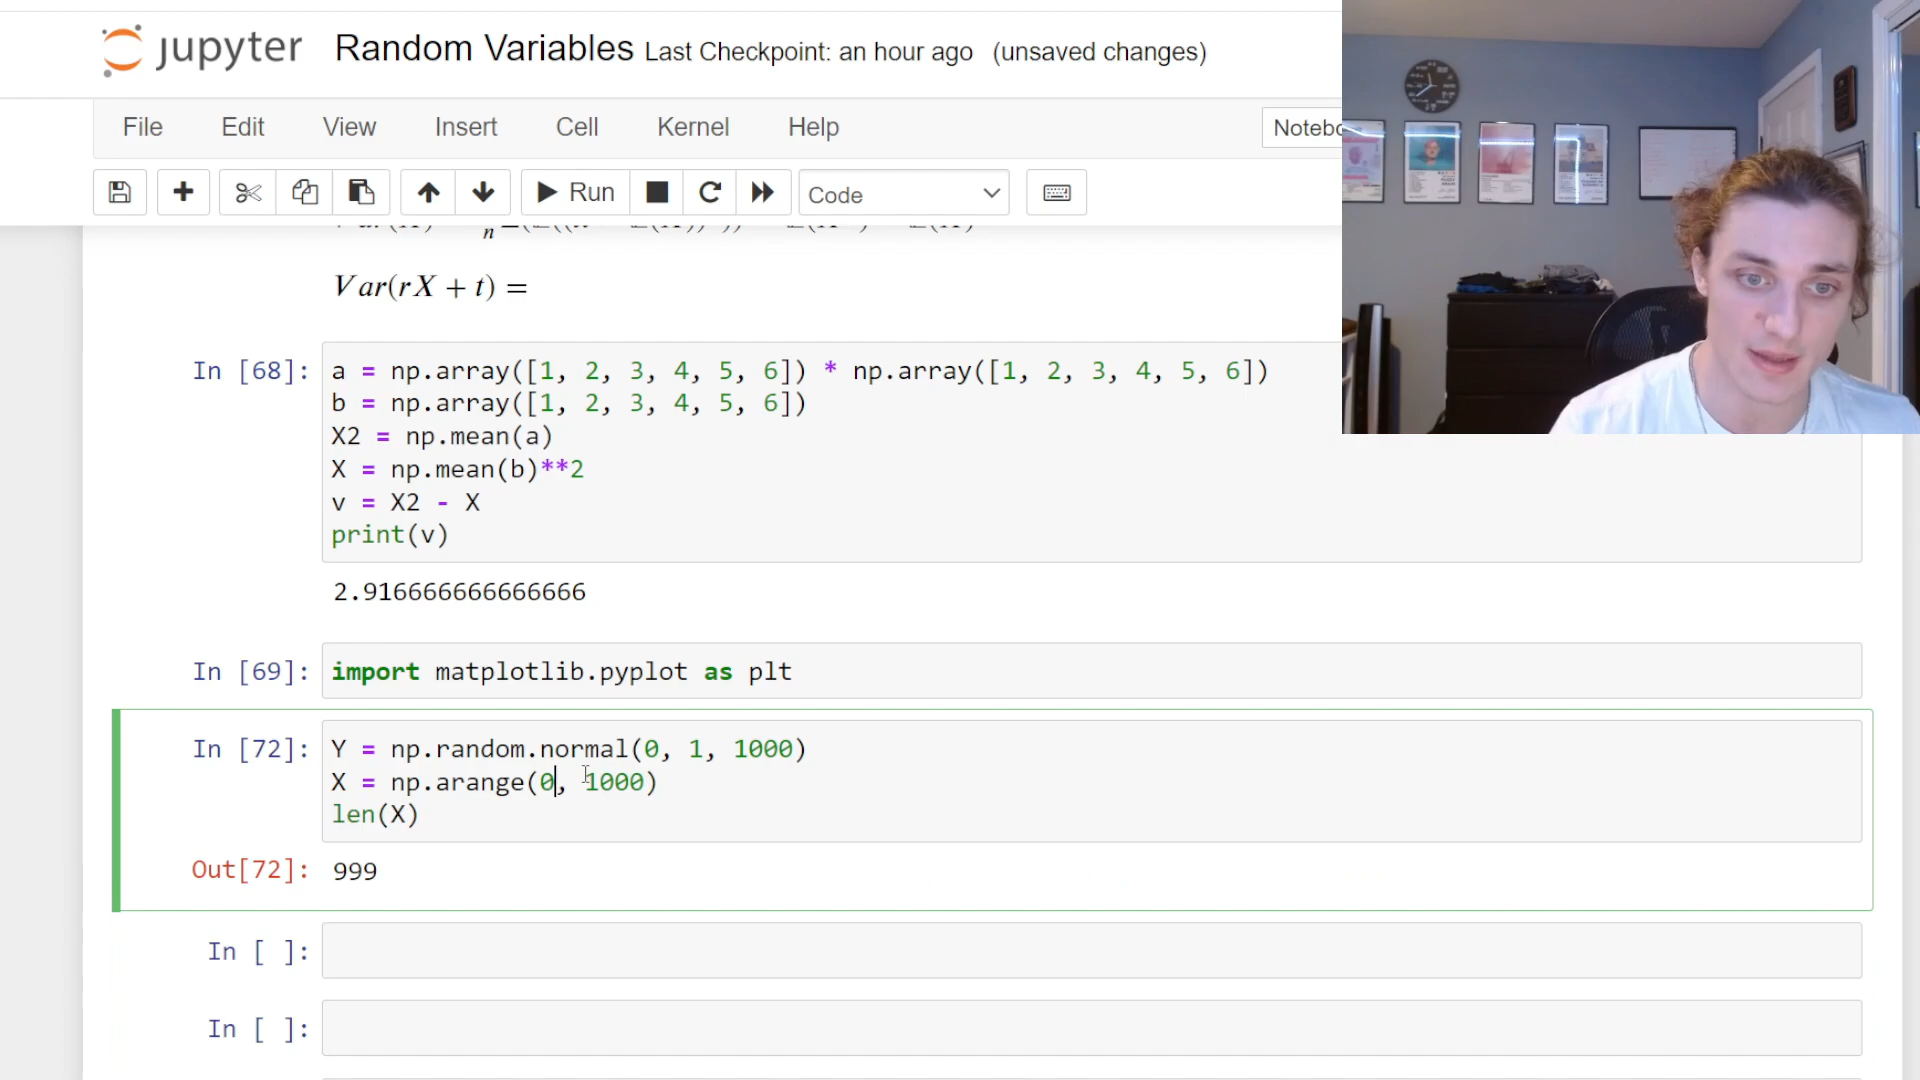 jupyter Random Variables Last Checkpoint: an hour ago (unsaved changes)
File Edit View Insert Cell Kernel Help Notebo
Run Code
Var(rX + t) =
In [68]: a = np.array([1, 2, 3, 4, 5, 6]) * np.array([1, 2, 3, 4, 5, 6])
b = np.array([1, 2, 3, 4, 5, 6])
X2 = np.mean(a)
X = np.mean(b)**2
v = X2 - X
print(v)
2.916666666666666
In [69]: import matplotlib.pyplot as plt
In [72]: Y = np.random.normal(0, 1, 1000)
X = np.arange(0, 1000)
len(X)
Out[72]: 999
In [ ]:
In [ ]: